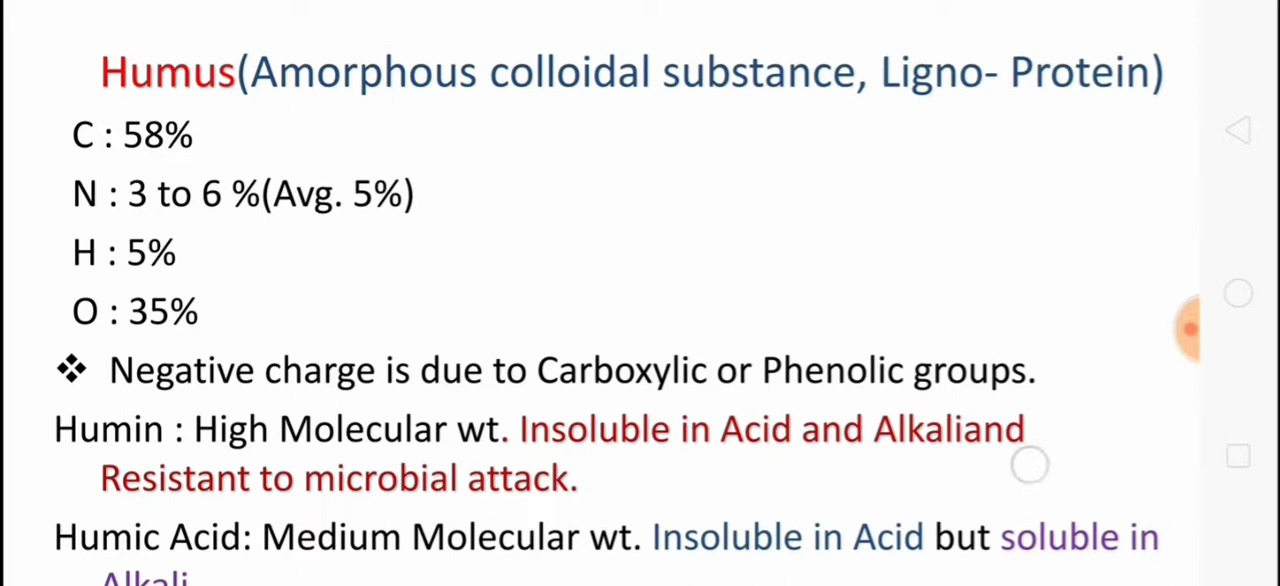 Humus(Amorphous colloidal substance, Ligno- Protein)
C : 58%
N : 3 to 6 %(Avg. 5%)
H : 5%
O : 35%
❖ Negative charge is due to Carboxylic or Phenolic groups.
Humin : High Molecular wt. Insoluble in Acid and Alkaliand
Resistant to microbial attack.
Humic Acid: Medium Molecular wt. Insoluble in Acid but soluble in
Alkali